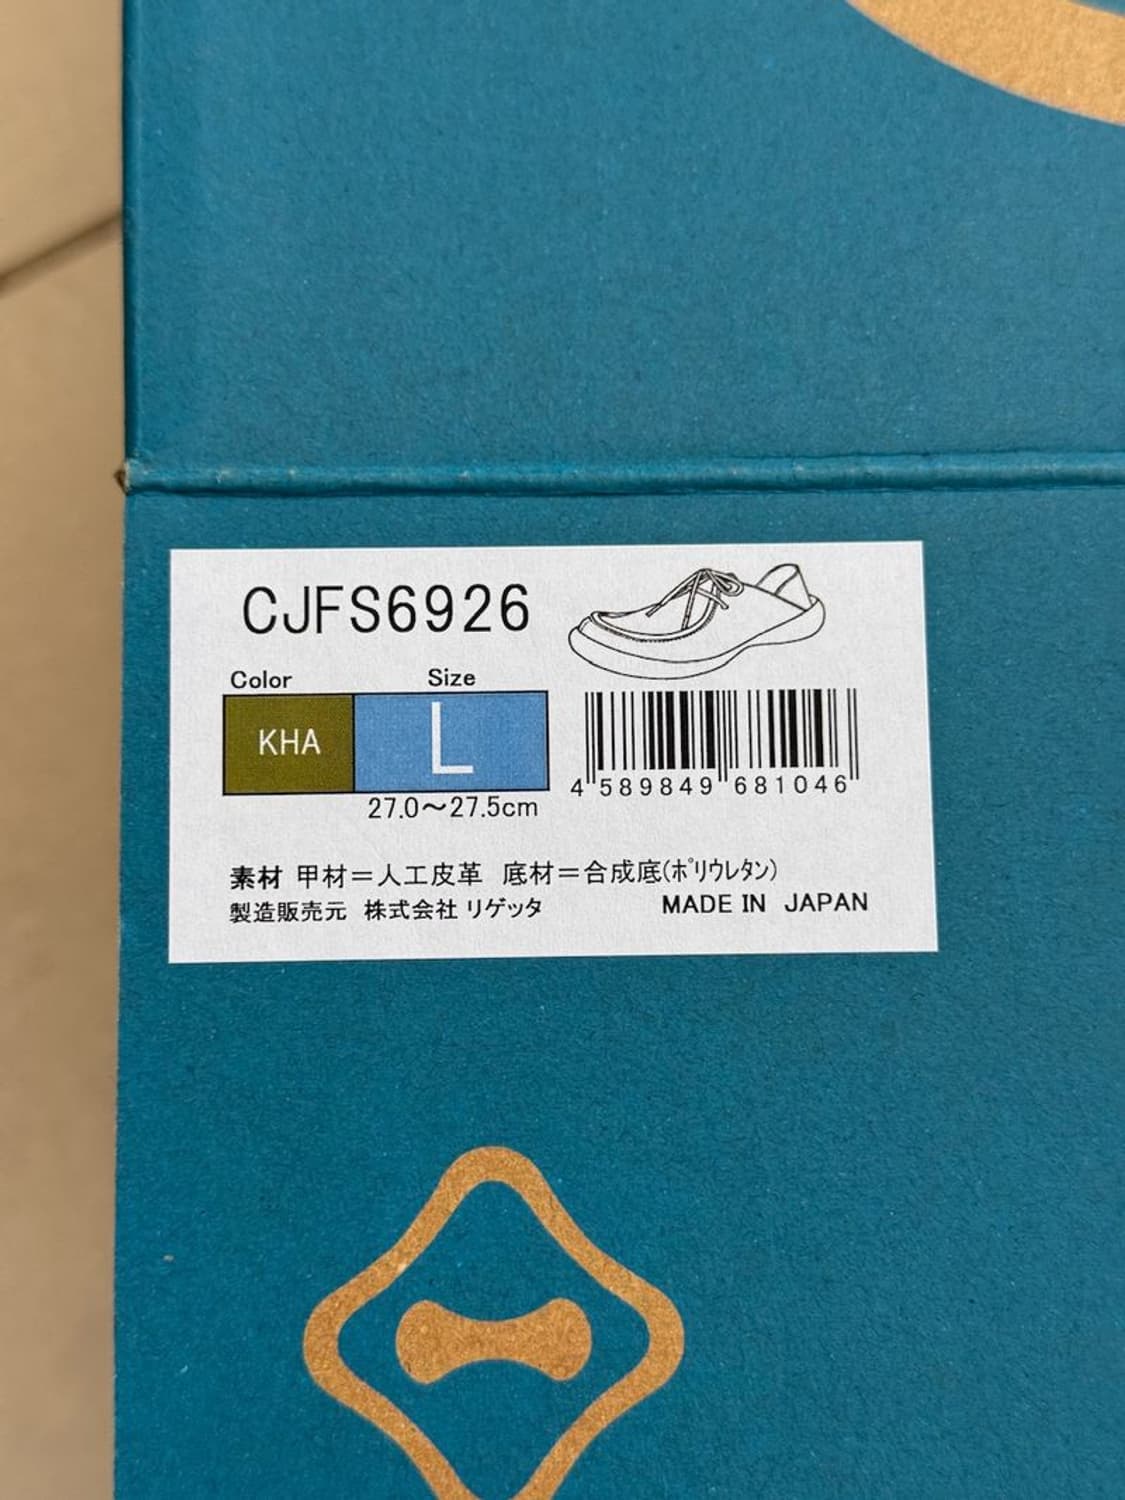 CJFS6926
Color Size
KHA L
27.0～27.5cm
4 589849 681046
素材 甲材＝人工皮革 底材＝合成底(ﾎﾟﾘｳﾚﾀﾝ)
製造販売元 株式会社 リゲッタ MADE IN JAPAN